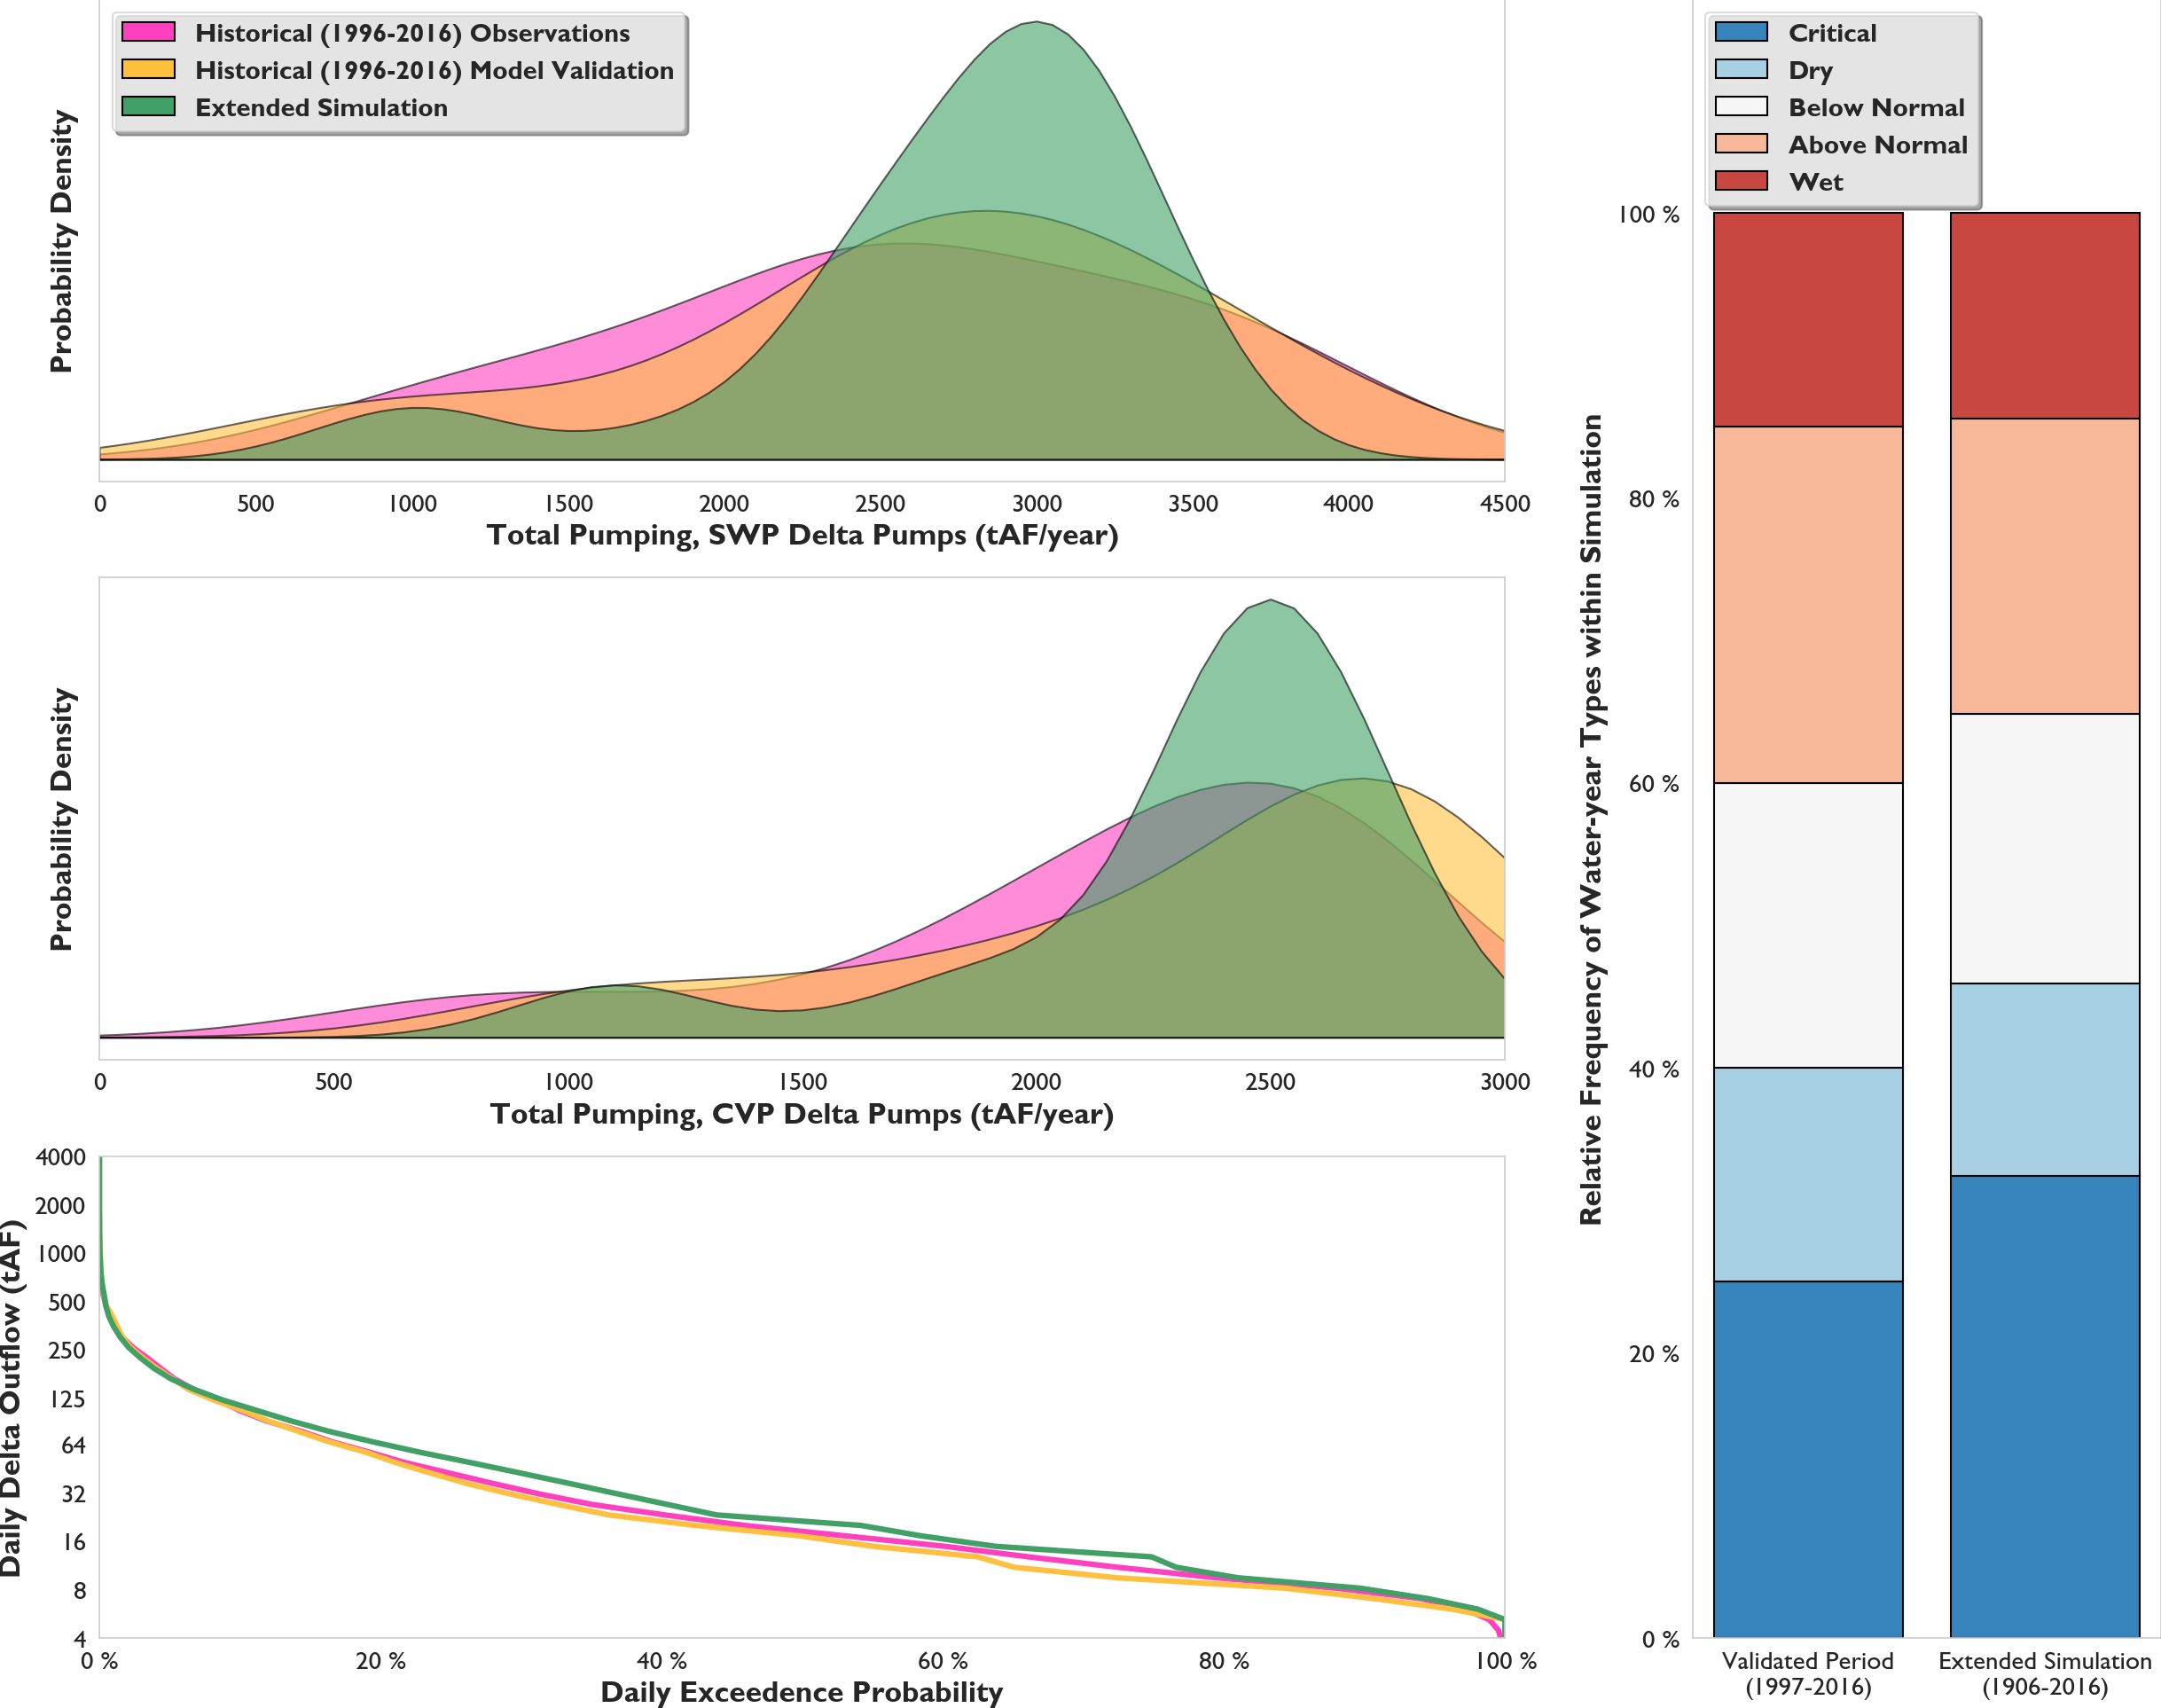 Historical (1996-2016) Observations
Historical (1996-2016) Model Validation
Extended Simulation
Probability Density
0 500 1000 1500 2000 2500 3000 3500 4000 4500
Total Pumping, SWP Delta Pumps (tAF/year)
Probability Density
0 500 1000 1500 2000 2500 3000
Total Pumping, CVP Delta Pumps (tAF/year)
Daily Delta Outflow (tAF)
4000
2000
1000
500
250
125
64
32
16
8
4
0 % 20 % 40 % 60 % 80 % 100 %
Daily Exceedence Probability
Critical
Dry
Below Normal
Above Normal
Wet
Relative Frequency of Water-year Types within Simulation
100 %
80 %
60 %
40 %
20 %
0 %
Validated Period
(1997-2016)
Extended Simulation
(1906-2016)